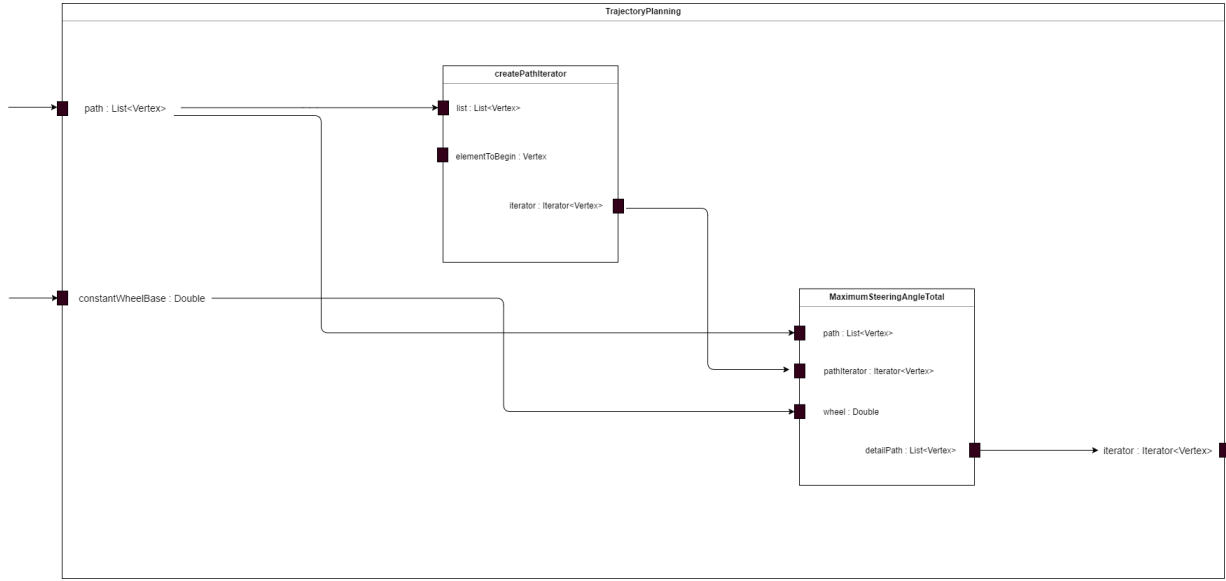 TrajectoryPlanning
createPathIterator
path : List<Vertex>
list : List<Vertex>
elementToBegin : Vertex
iterator : Iterator<Vertex>
constantWheelBase : Double
MaximumSteeringAngleTotal
path : List<Vertex>
pathIterator : Iterator<Vertex>
wheel : Double
detailPath : List<Vertex>
iterator : Iterator<Vertex>